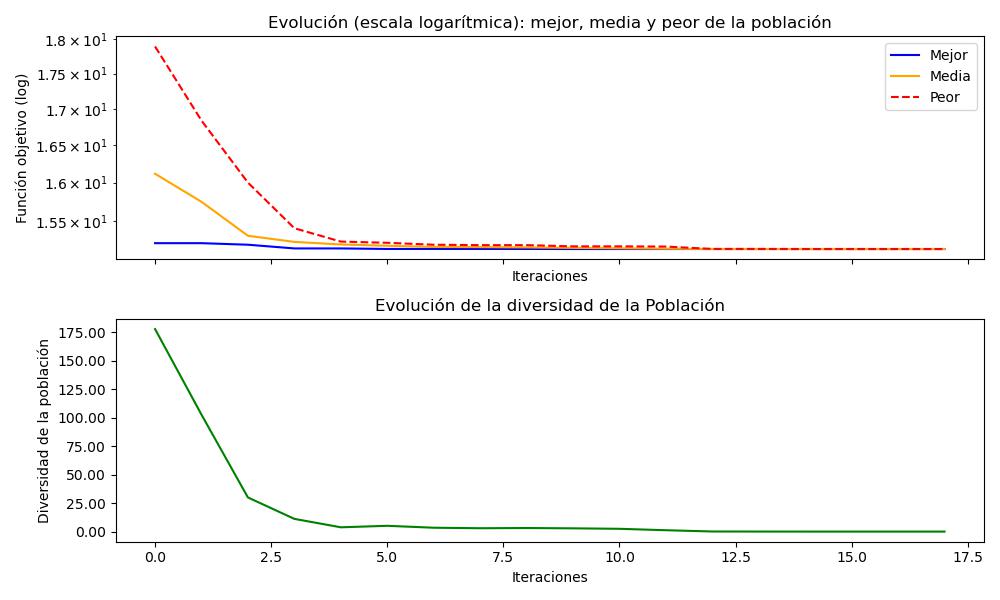 Evolución (escala logarítmica): mejor, media y peor de la población
Función objetivo (log)
1.8 × 10¹
1.75 × 10¹
1.7 × 10¹
1.65 × 10¹
1.6 × 10¹
1.55 × 10¹
Mejor
Media
Peor
Iteraciones
Evolución de la diversidad de la Población
Diversidad de la población
175.00
150.00
125.00
100.00
75.00
50.00
25.00
0.00
0.0 2.5 5.0 7.5 10.0 12.5 15.0 17.5
Iteraciones